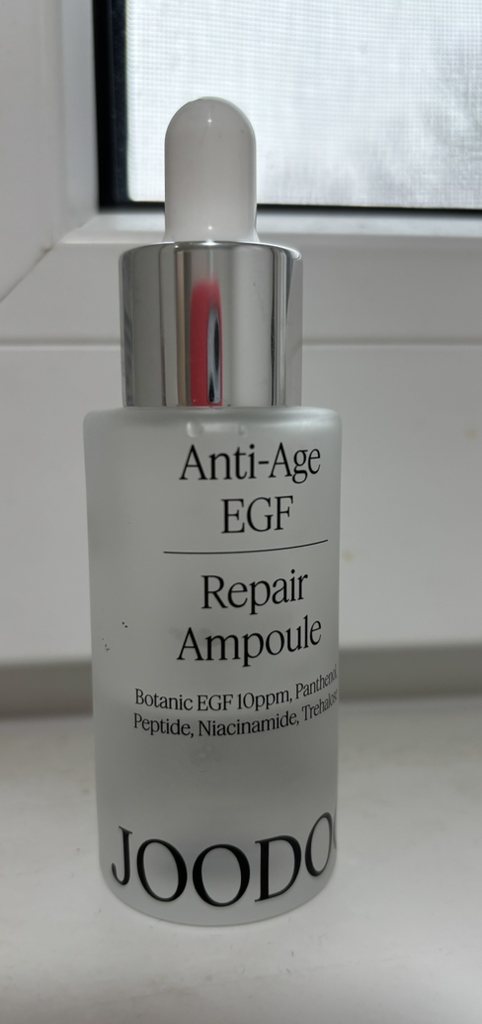 Anti-Age
EGF
Repair
Ampoule
Botanic EGF 10ppm, Panthenol,
Peptide, Niacinamide, Trehalose
JOODO